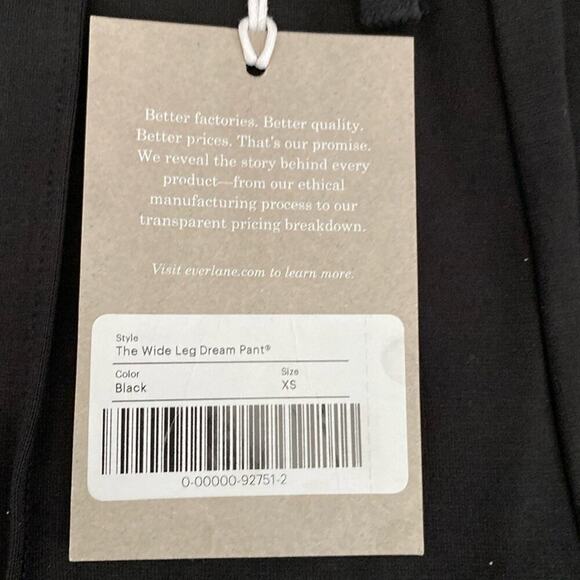 Better factories. Better quality.
Better prices. That's our promise.
We reveal the story behind every
product—from our ethical
manufacturing process to our
transparent pricing breakdown.
Visit everlane.com to learn more.
Style
The Wide Leg Dream Pant®
Color Size
Black XS
0-00000-92751-2